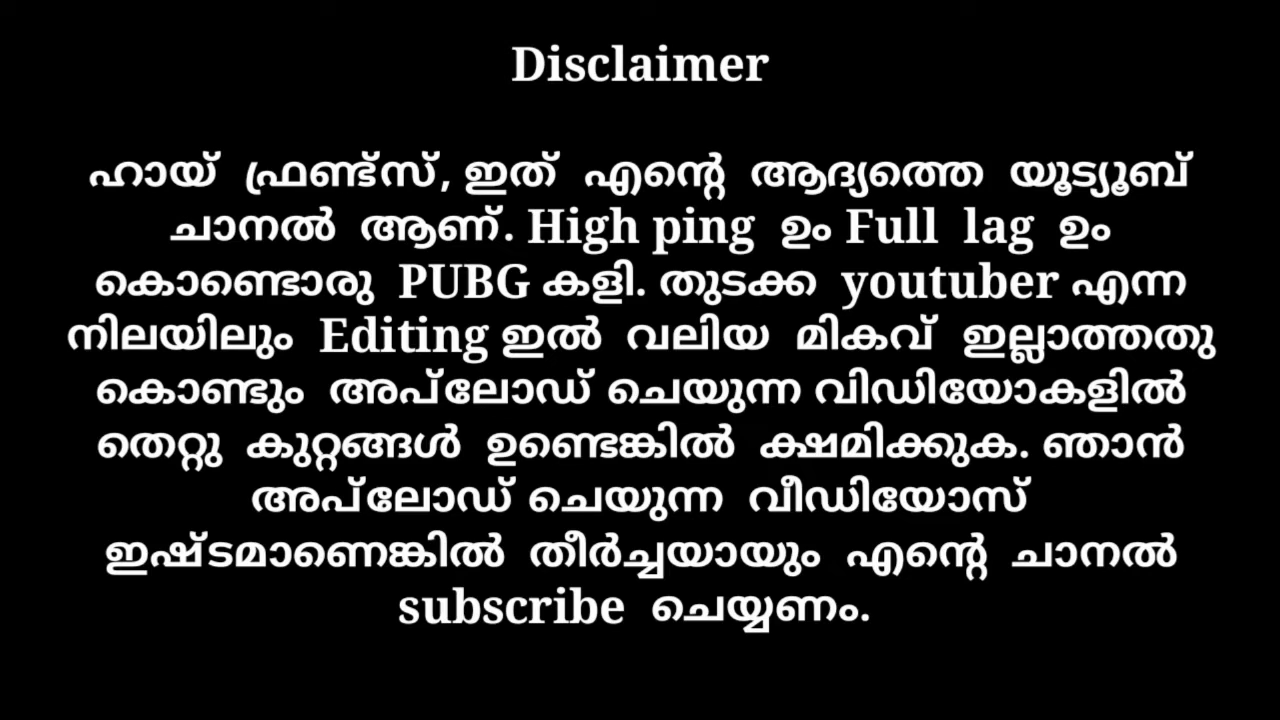 Disclaimer
ഹായ് ഫ്രണ്ട്സ്, ഇത് എന്റെ ആദ്യത്തെ യൂട്യൂബ്
ചാനൽ ആണ്. High ping ഉം Full lag ഉം
കൊണ്ടൊരു PUBG കളി. തുടക്ക youtuber എന്ന
നിലയിലും Editing ഇൽ വലിയ മികവ് ഇല്ലാത്തതു
കൊണ്ടും അപ്ലോഡ് ചെയുന്ന വിഡിയോകളിൽ
തെറ്റു കുറ്റങ്ങൾ ഉണ്ടെങ്കിൽ ക്ഷമിക്കുക. ഞാൻ
അപ്ലോഡ് ചെയുന്ന വീഡിയോസ്
ഇഷ്ടമാണെങ്കിൽ തീർച്ചയായും എന്റെ ചാനൽ
subscribe ചെയ്യണം.